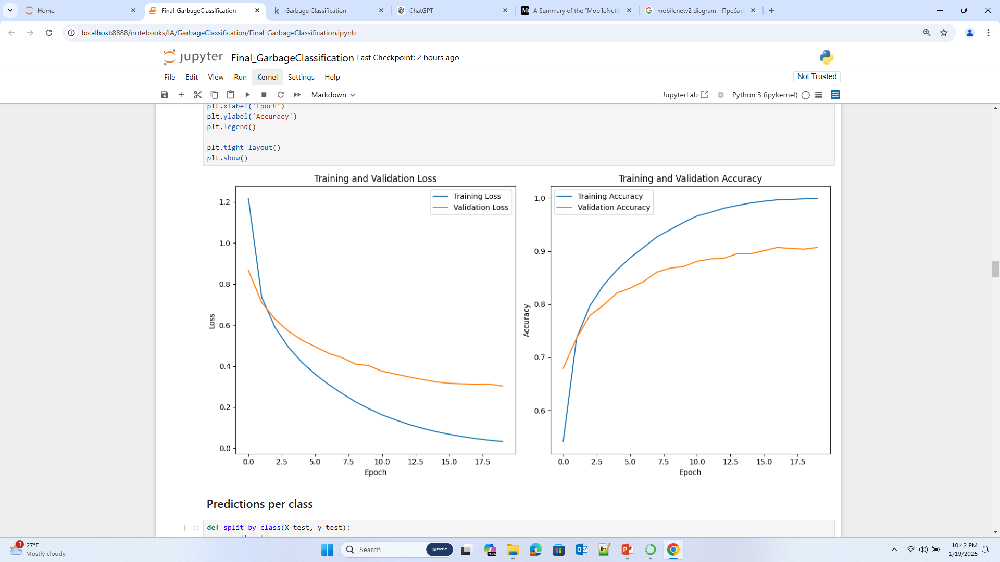 Home
Final_GarbageClassification
Garbage Classification
ChatGPT
A Summary of the “MobileNetV
mobilenetv2 diagram - Пребар
localhost:8888/notebooks/IA/GarbageClassification/Final_GarbageClassification.ipynb
jupyter Final_GarbageClassification Last Checkpoint: 2 hours ago
File Edit View Run Kernel Settings Help
Not Trusted
Markdown
JupyterLab
Python 3 (ipykernel)
plt.xlabel('Epoch')
plt.ylabel('Accuracy')
plt.legend()
plt.tight_layout()
plt.show()
Training and Validation Loss
Training Loss
Validation Loss
1.2
1.0
0.8
0.6
0.4
0.2
0.0
Loss
0.0 2.5 5.0 7.5 10.0 12.5 15.0 17.5
Epoch
Training and Validation Accuracy
Training Accuracy
Validation Accuracy
1.0
0.9
0.8
0.7
0.6
Accuracy
0.0 2.5 5.0 7.5 10.0 12.5 15.0 17.5
Epoch
Predictions per class
[ ]: def split_by_class(X_test, y_test):
3
27°F
Mostly cloudy
Search
10:42 PM
1/19/2025